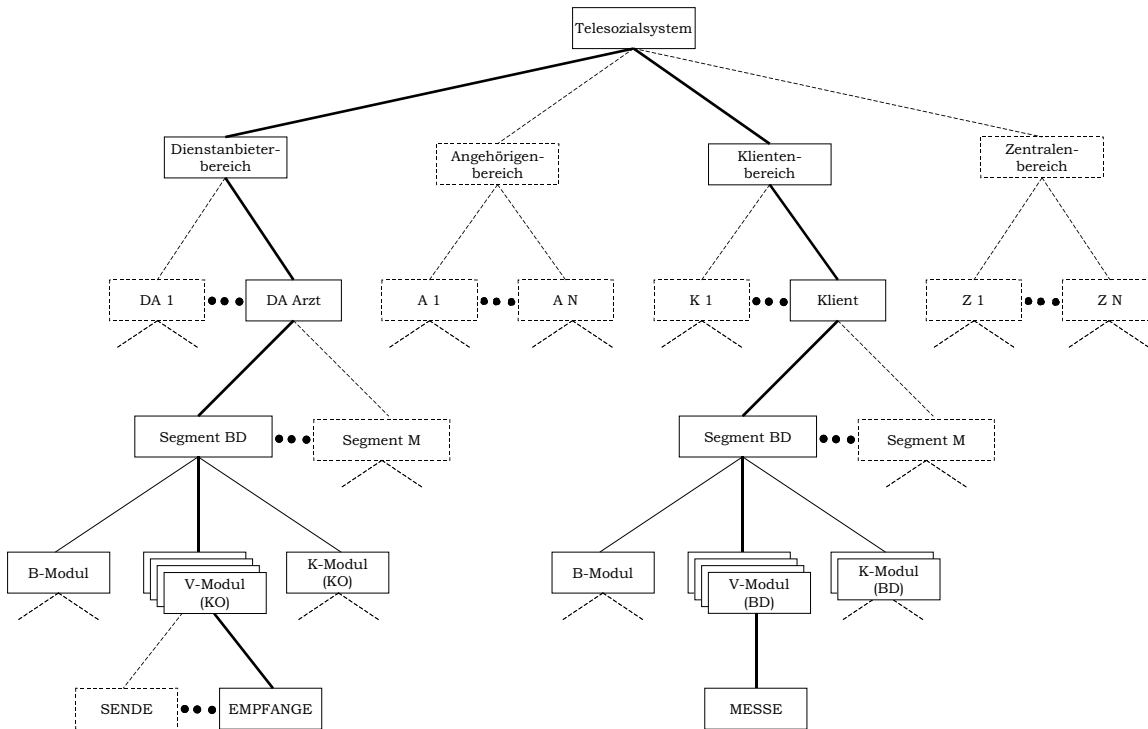 Telesozialsystem
Dienstanbieter-
bereich
Angehörigen-
bereich
Klienten-
bereich
Zentralen-
bereich
DA 1
DA Arzt
A 1
A N
K 1
Klient
Z 1
Z N
Segment BD
Segment M
Segment BD
Segment M
B-Modul
V-Modul
(KO)
K-Modul
(KO)
B-Modul
V-Modul
(BD)
K-Modul
(BD)
SENDE
EMPFANGE
MESSE